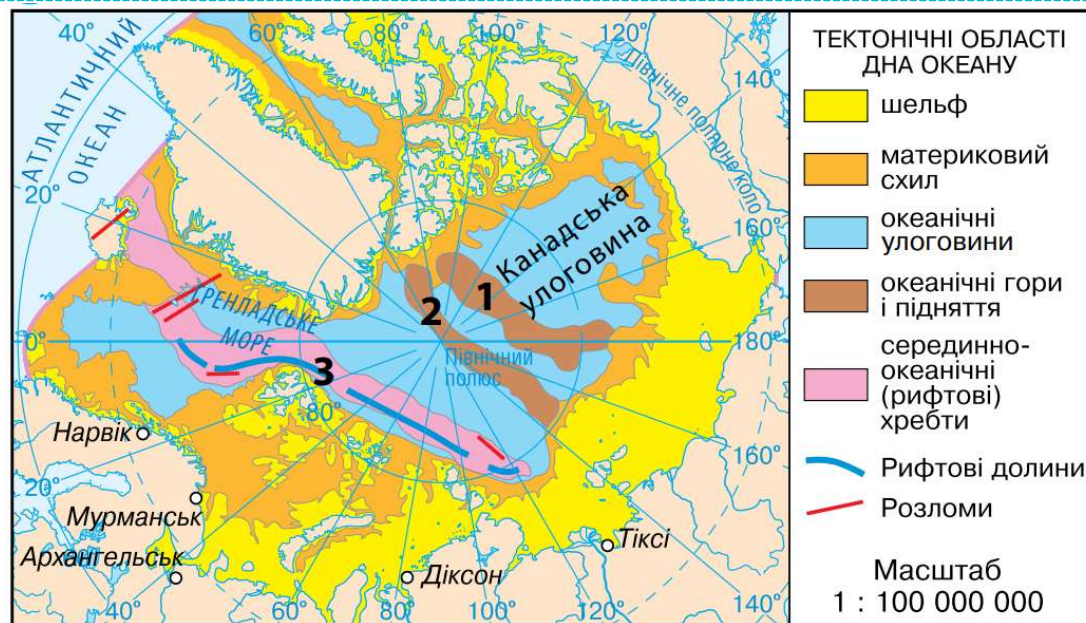 40°
20°
0°
20°
40°
60°
80°
100°
120°
140°
160°
180°
160°
140°
120°
100°
80°
60°
40°
80°
АТЛАНТИЧНИЙ
ОКЕАН
Північне полярне коло
Канадська
улоговина
1
2
3
ГРЕНЛАДСЬКЕ
МОРЕ
Північний
полюс
Нарвік
Мурманськ
Архангельськ
Діксон
Тіксі
ТЕКТОНІЧНІ ОБЛАСТІ
ДНА ОКЕАНУ
шельф
материковий
схил
океанічні
улоговини
океанічні гори
і підняття
серединно-
океанічні
(рифтові)
хребти
Рифтові долини
Розломи
Масштаб
1 : 100 000 000